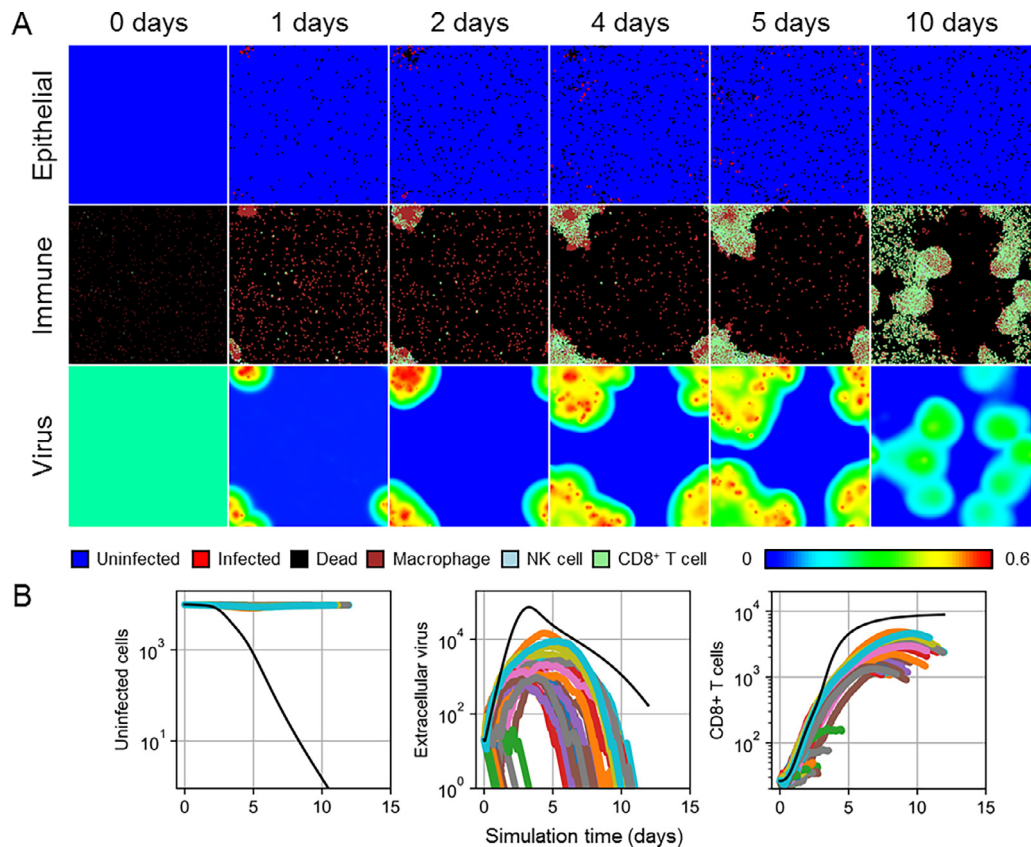 A
0 days 1 days 2 days 4 days 5 days 10 days
Epithelial
Immune
Virus
Uninfected Infected Dead Macrophage NK cell CD8⁺ T cell 0 0.6
B
Uninfected cells
10³
10¹
0 5 10 15
Extracellular virus
10⁴
10²
10⁰
0 5 10 15
CD8+ T cells
10⁴
10³
10²
0 5 10 15
Simulation time (days)